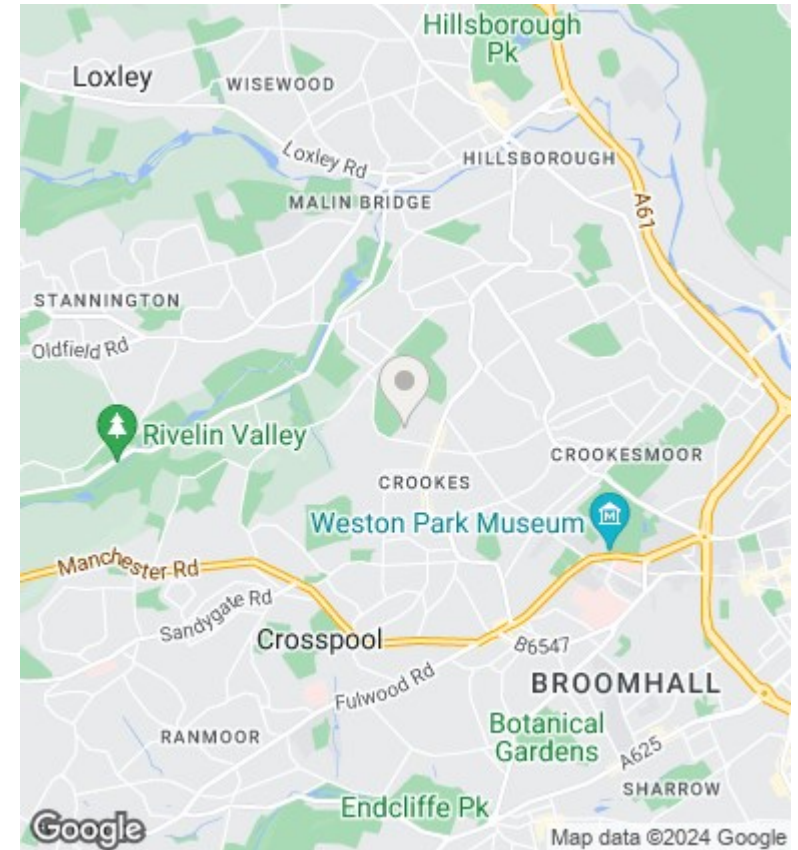 Hillsborough
Pk
Loxley
WISEWOOD
Loxley Rd
HILLSBOROUGH
MALIN BRIDGE
A61
STANNINGTON
Oldfield Rd
Rivelin Valley
CROOKESMOOR
CROOKES
Weston Park Museum
Manchester Rd
Sandygate Rd
Crosspool
B6547
Fulwood Rd
BROOMHALL
RANMOOR
Botanical
Gardens
A625
SHARROW
Endcliffe Pk
Google
Map data ©2024 Google